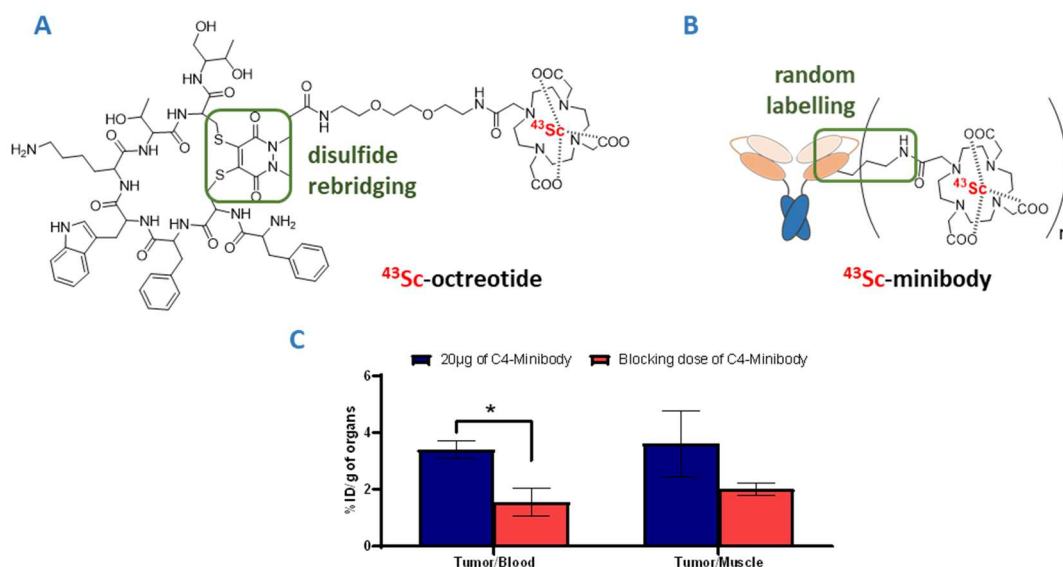 A
B
OH
OH
HN
HO
O
O
NH
HN
O
H2N
NH
O
O
S
S
O
O
N
N
O
N
H
O
O
H
N
O
disulfide
rebridging
HN
NH
O
NH
O
HN
O
NH
O
NH2
OOC
N
N
N
N
43Sc
COO
OOC
43Sc-octreotide
random
labelling
H
N
O
OOC
N
N
N
N
43Sc
COO
COO
n
43Sc-minibody
C
20µg of C4-Minibody
Blocking dose of C4-Minibody
%ID/g of organs
6
4
2
0
*
Tumor/Blood
Tumor/Muscle